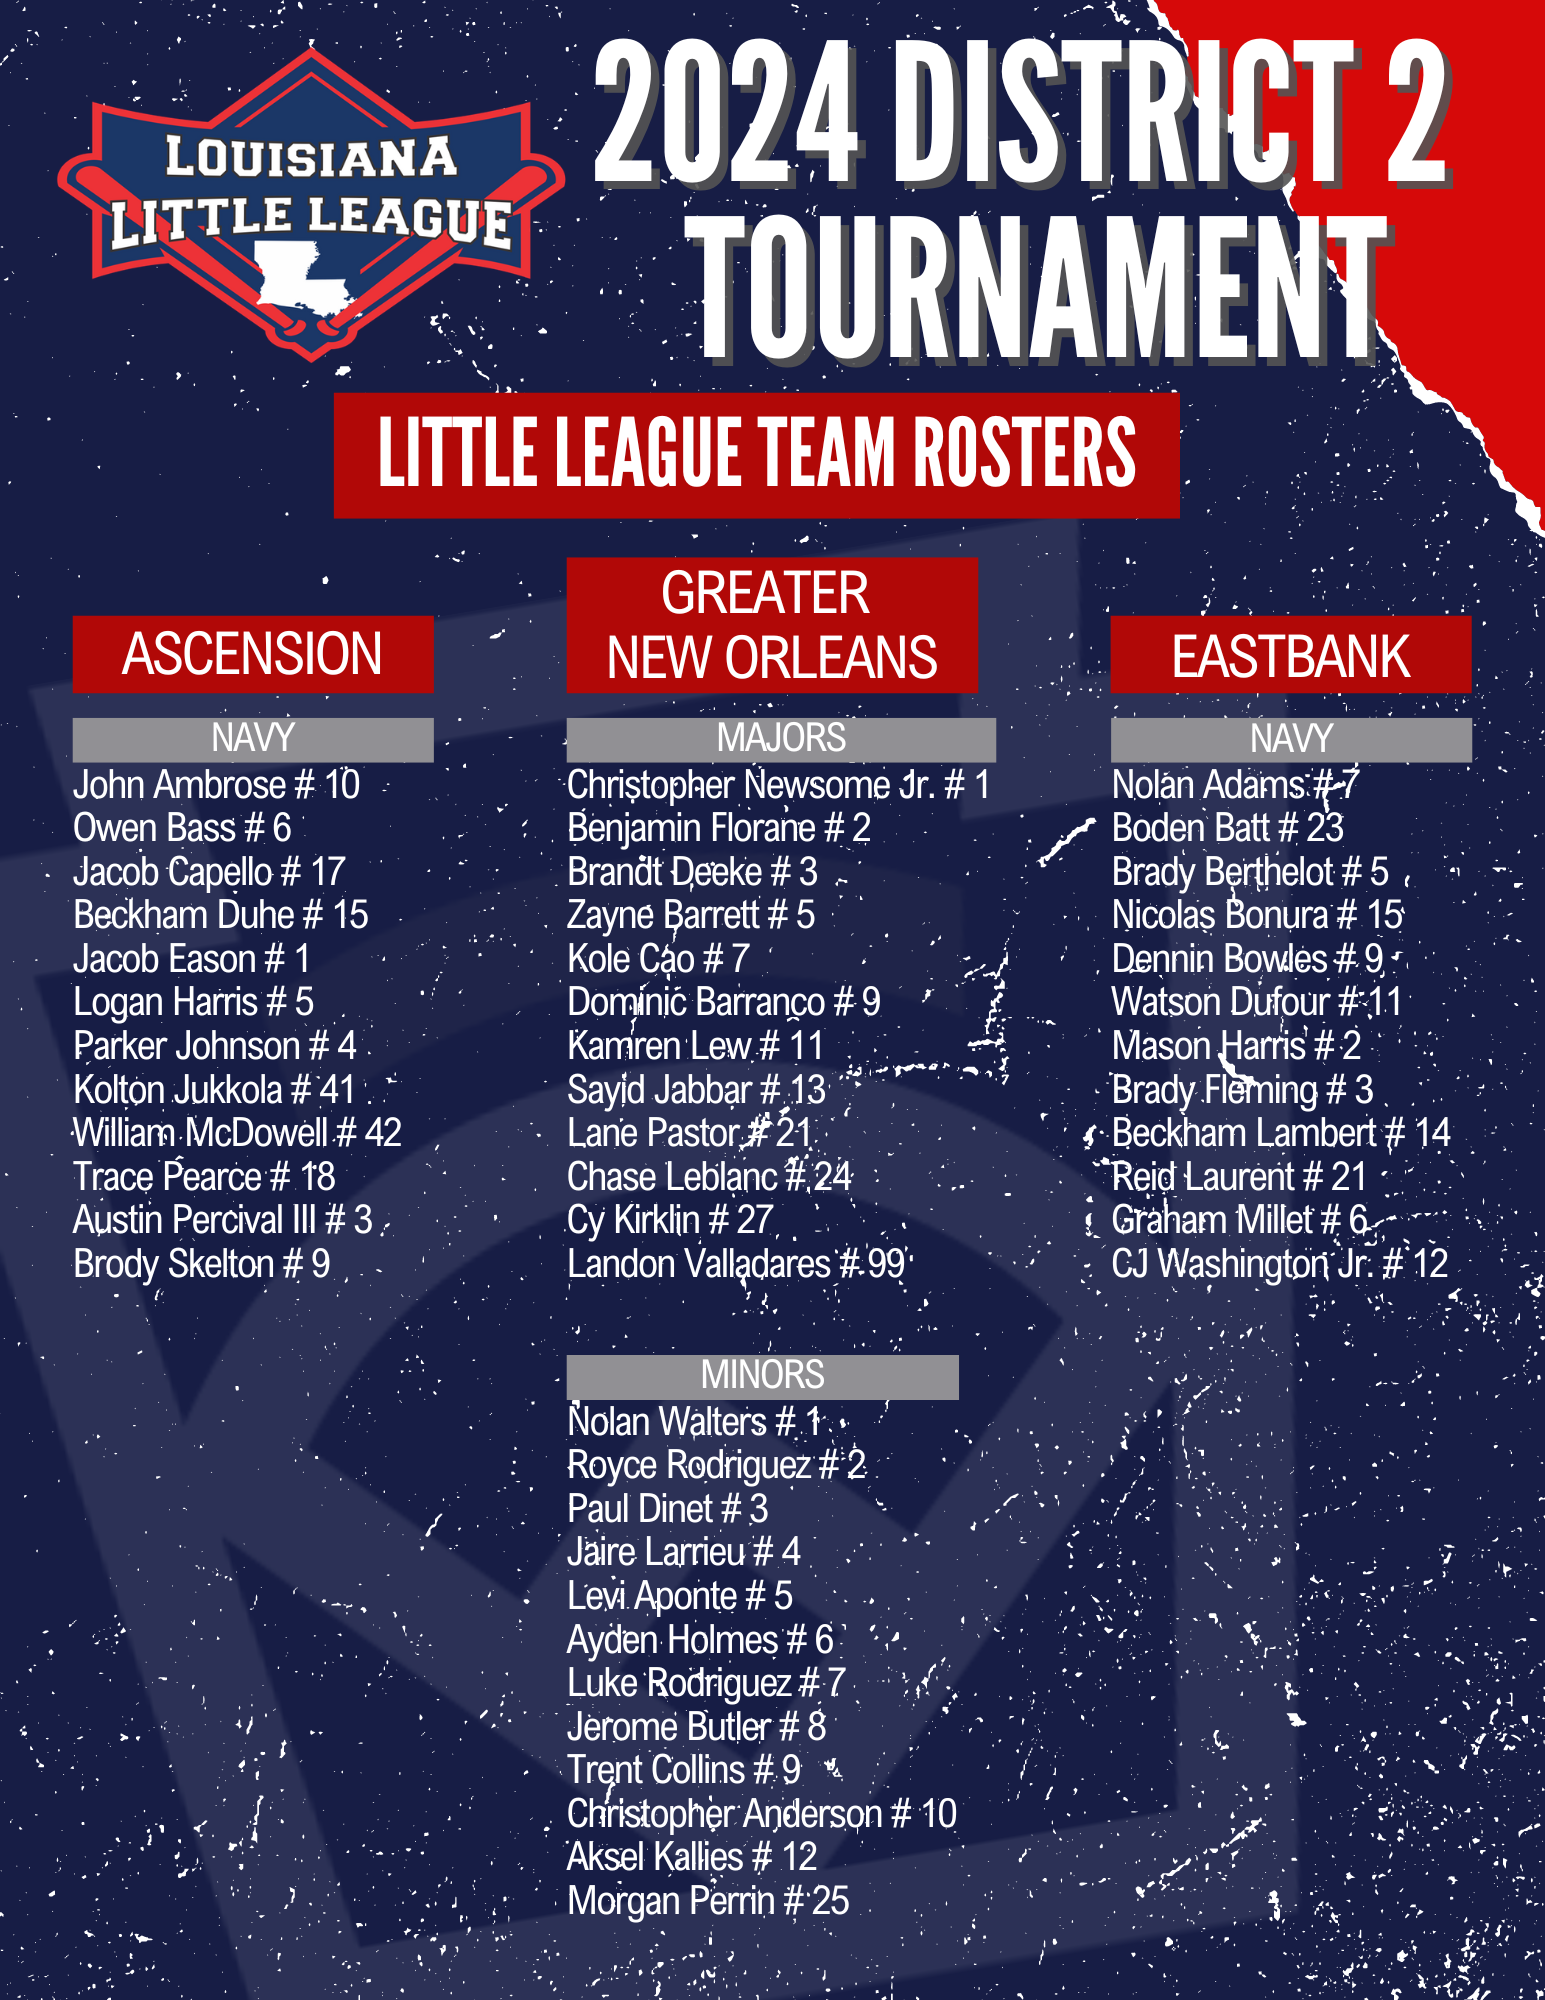 LOUISIANA
LITTLE LEAGUE
2024 DISTRICT 2
TOURNAMENT
LITTLE LEAGUE TEAM ROSTERS
ASCENSION
NAVY
John Ambrose # 10
Owen Bass # 6
Jacob Capello # 17
Beckham Duhe # 15
Jacob Eason # 1
Logan Harris # 5
Parker Johnson # 4
Kolton Jukkola # 41
William McDowell # 42
Trace Pearce # 18
Austin Percival III # 3
Brody Skelton # 9
GREATER
NEW ORLEANS
MAJORS
Christopher Newsome Jr. # 1
Benjamin Florane # 2
Brandt Deeke # 3
Zayne Barrett # 5
Kole Cao # 7
Dominic Barranco # 9
Kamren Lew # 11
Sayid Jabbar # 13
Lane Pastor # 21
Chase Leblanc # 24
Cy Kirklin # 27
Landon Valladares # 99
MINORS
Nolan Walters # 1
Royce Rodriguez # 2
Paul Dinet # 3
Jaire Larrieu # 4
Levi Aponte # 5
Ayden Holmes # 6
Luke Rodriguez # 7
Jerome Butler # 8
Trent Collins # 9
Christopher Anderson # 10
Aksel Kallies # 12
Morgan Perrin # 25
EASTBANK
NAVY
Nolan Adams # 7
Boden Batt # 23
Brady Berthelot # 5
Nicolas Bonura # 15
Dennin Bowles # 9
Watson Dufour # 11
Mason Harris # 2
Brady Fleming # 3
Beckham Lambert # 14
Reid Laurent # 21
Graham Millet # 6
CJ Washington Jr. # 12